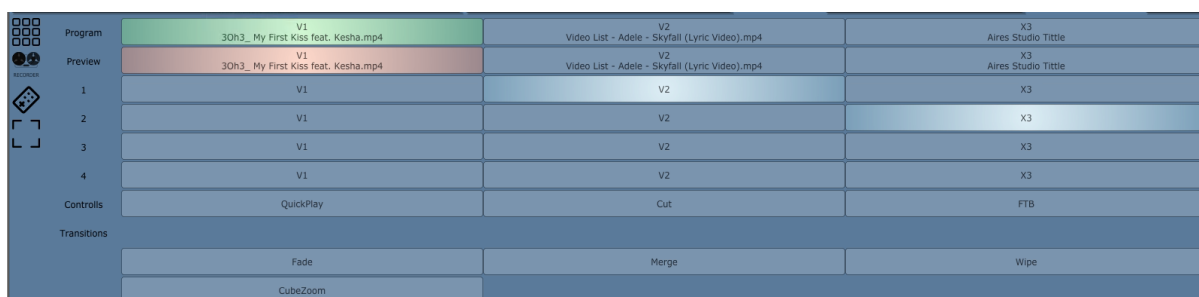 Program
V1
3Oh3_ My First Kiss feat. Kesha.mp4
V2
Video List - Adele - Skyfall (Lyric Video).mp4
X3
Aires Studio Tittle
Preview
V1
3Oh3_ My First Kiss feat. Kesha.mp4
V2
Video List - Adele - Skyfall (Lyric Video).mp4
X3
Aires Studio Tittle
RECORDER
1 V1 V2 X3
2 V1 V2 X3
3 V1 V2 X3
4 V1 V2 X3
Controlls QuickPlay Cut FTB
Transitions
Fade Merge Wipe
CubeZoom